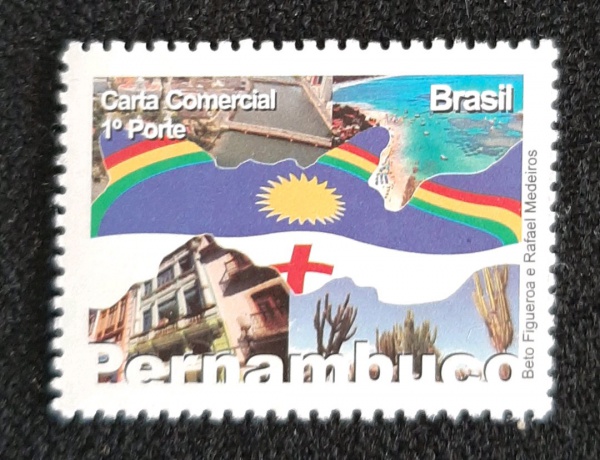 Carta Comercial
1º Porte
Brasil
Beto Figueroa e Rafael Medeiros
Pernambuco